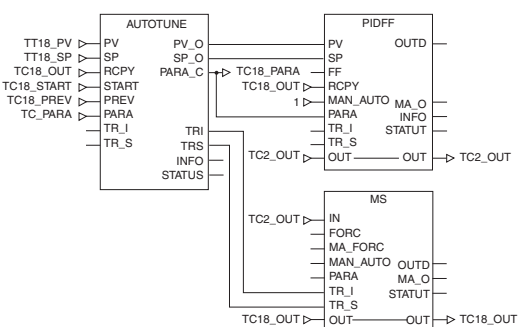 AUTOTUNE
TT18_PV PV PV_O
TT18_SP SP SP_O
TC18_OUT RCPY PARA_C TC18_PARA
TC18_START START
TC18_PREV PREV
TC_PARA PARA
TR_I TRI
TR_S TRS
INFO
STATUS
PIDFF
PV OUTD
SP
FF
TC18_OUT RCPY
1 MAN_AUTO MA_O
PARA INFO
TR_I STATUT
TR_S
TC2_OUT OUT OUT TC2_OUT
MS
TC2_OUT IN
FORC
MA_FORC
MAN_AUTO OUTD
PARA MA_O
TR_I STATUT
TR_S
TC18_OUT OUT OUT TC18_OUT